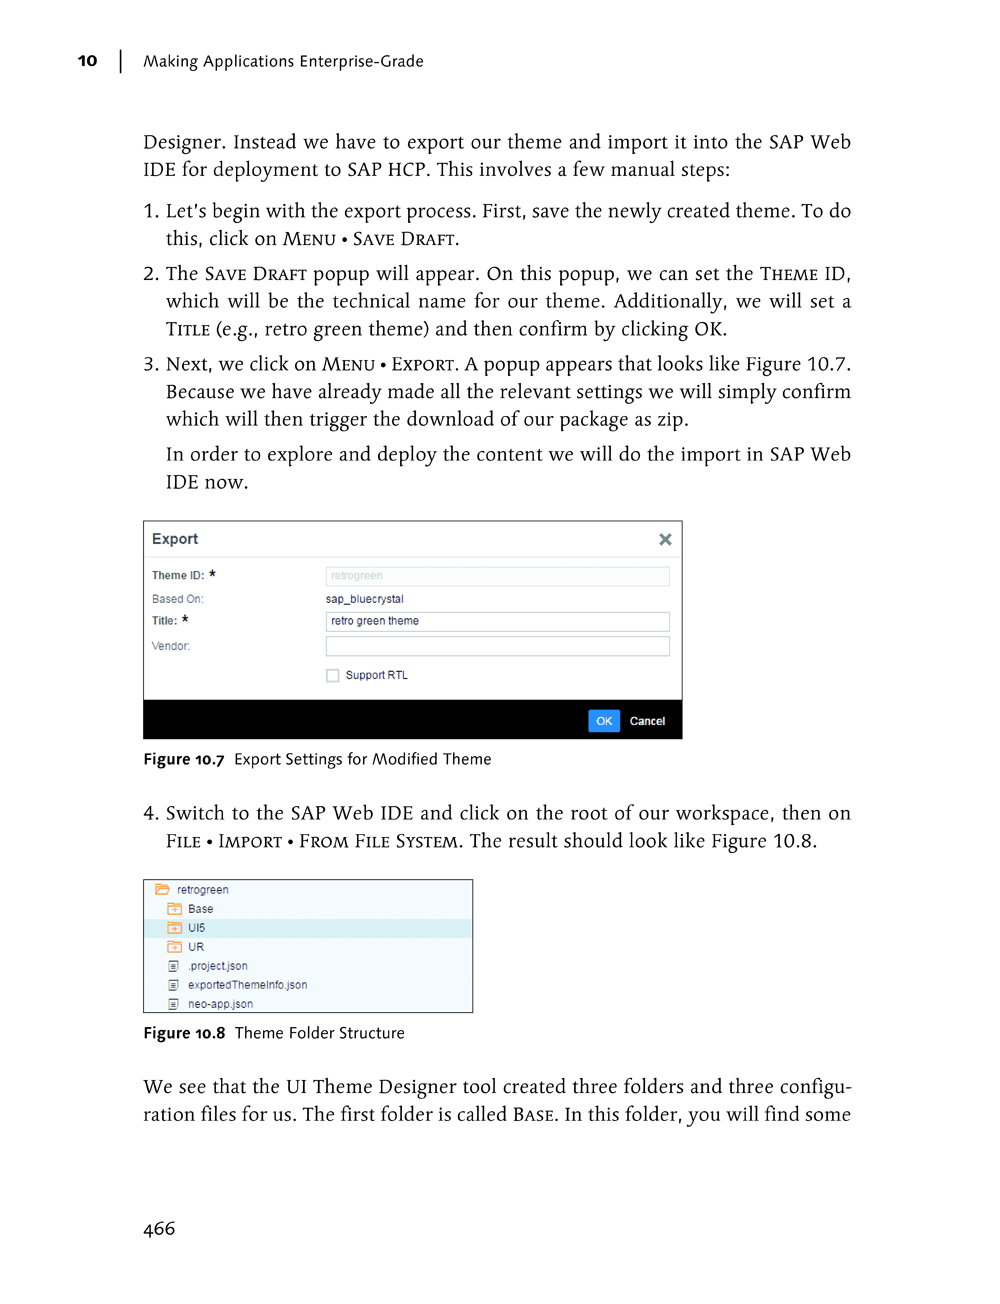 10 Making Applications Enterprise-Grade
Designer. Instead we have to export our theme and import it into the SAP Web
IDE for deployment to SAP HCP. This involves a few manual steps:
1. Let's begin with the export process. First, save the newly created theme. To do
this, click on MENU • SAVE DRAFT.
2. The SAVE DRAFT popup will appear. On this popup, we can set the THEME ID,
which will be the technical name for our theme. Additionally, we will set a
TITLE (e.g., retro green theme) and then confirm by clicking OK.
3. Next, we click on MENU • EXPORT. A popup appears that looks like Figure 10.7.
Because we have already made all the relevant settings we will simply confirm
which will then trigger the download of our package as zip.
In order to explore and deploy the content we will do the import in SAP Web
IDE now.
Export
Theme ID: * retrogreen
Based On: sap_bluecrystal
Title: * retro green theme
Vendor:
Support RTL
OK Cancel
Figure 10.7 Export Settings for Modified Theme
4. Switch to the SAP Web IDE and click on the root of our workspace, then on
FILE • IMPORT • FROM FILE SYSTEM. The result should look like Figure 10.8.
retrogreen
Base
UI5
UR
.project.json
exportedThemeInfo.json
neo-app.json
Figure 10.8 Theme Folder Structure
We see that the UI Theme Designer tool created three folders and three configu-
ration files for us. The first folder is called BASE. In this folder, you will find some
466